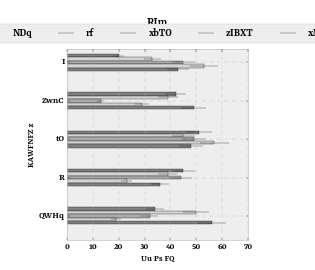 RIm
NDq rf xbTO zIBXT
I
ZwnC
tO
R
QWHq
KAWENFZ z
0 10 20 30 40 50 60 70
Uu Ps FQ